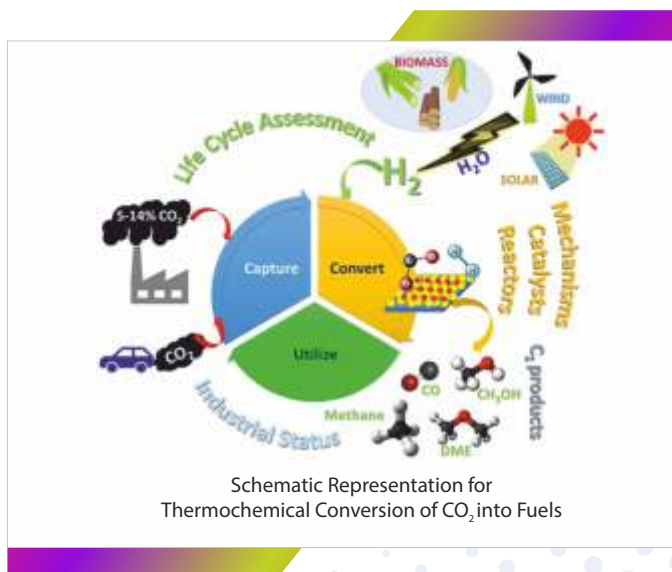 BIOMASS
WIND
Life Cycle Assessment
H₂
H₂O
SOLAR
5-14% CO₂
Capture
Convert
Mechanisms
Catalysts
Reactors
CO₂
Utilize
CO
CH₃OH
C₁ products
Methane
DME
Industrial Status
Schematic Representation for
Thermochemical Conversion of CO₂ into Fuels